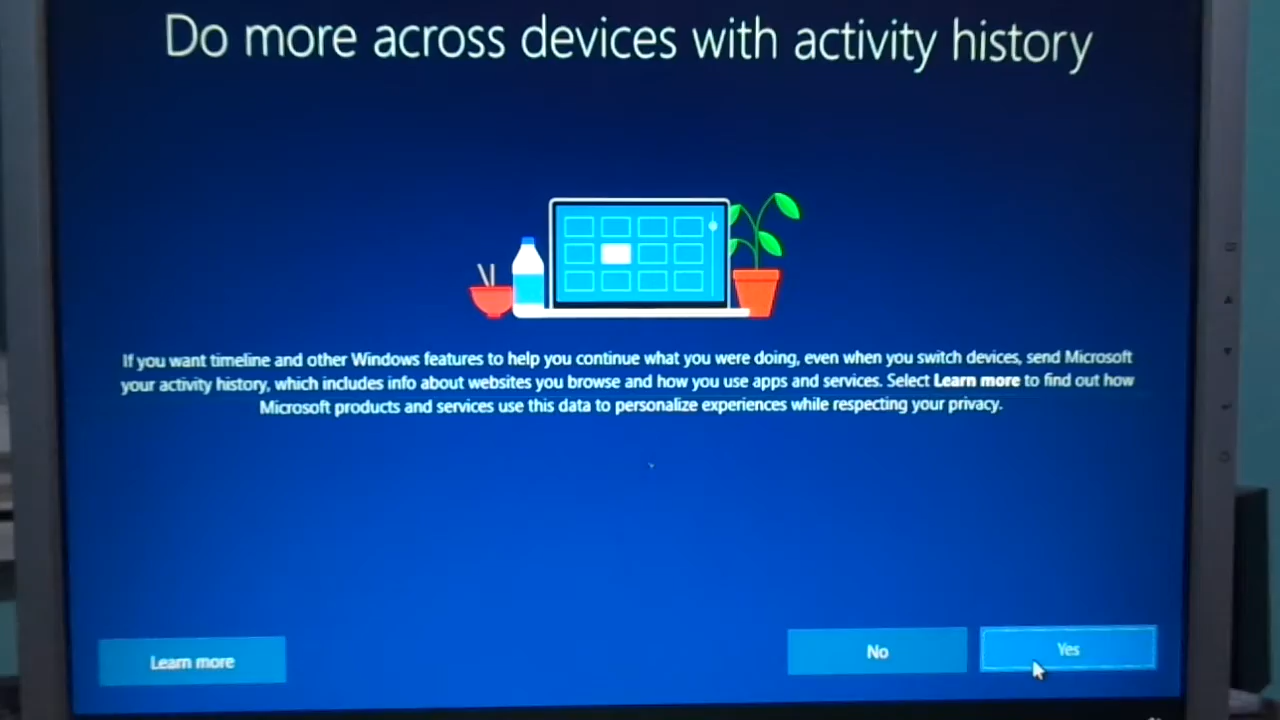 Do more across devices with activity history
If you want timeline and other Windows features to help you continue what you were doing, even when you switch devices, send Microsoft
your activity history, which includes info about websites you browse and how you use apps and services. Select Learn more to find out how
Microsoft products and services use this data to personalize experiences while respecting your privacy.
Learn more
No
Yes